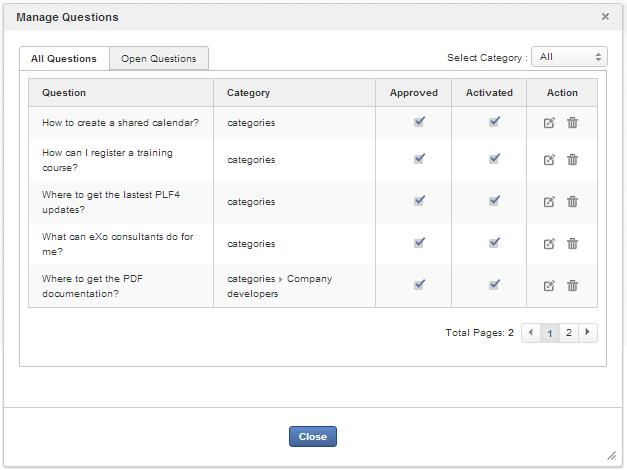 Manage Questions ×
All Questions Open Questions Select Category : All
Question Category Approved Activated Action
How to create a shared calendar? categories
How can I register a training
course?
categories
Where to get the lastest PLF4
updates?
categories
What can eXo consultants do for
me?
categories
Where to get the PDF
documentation?
categories Company
developers
Total Pages: 2 1 2
Close